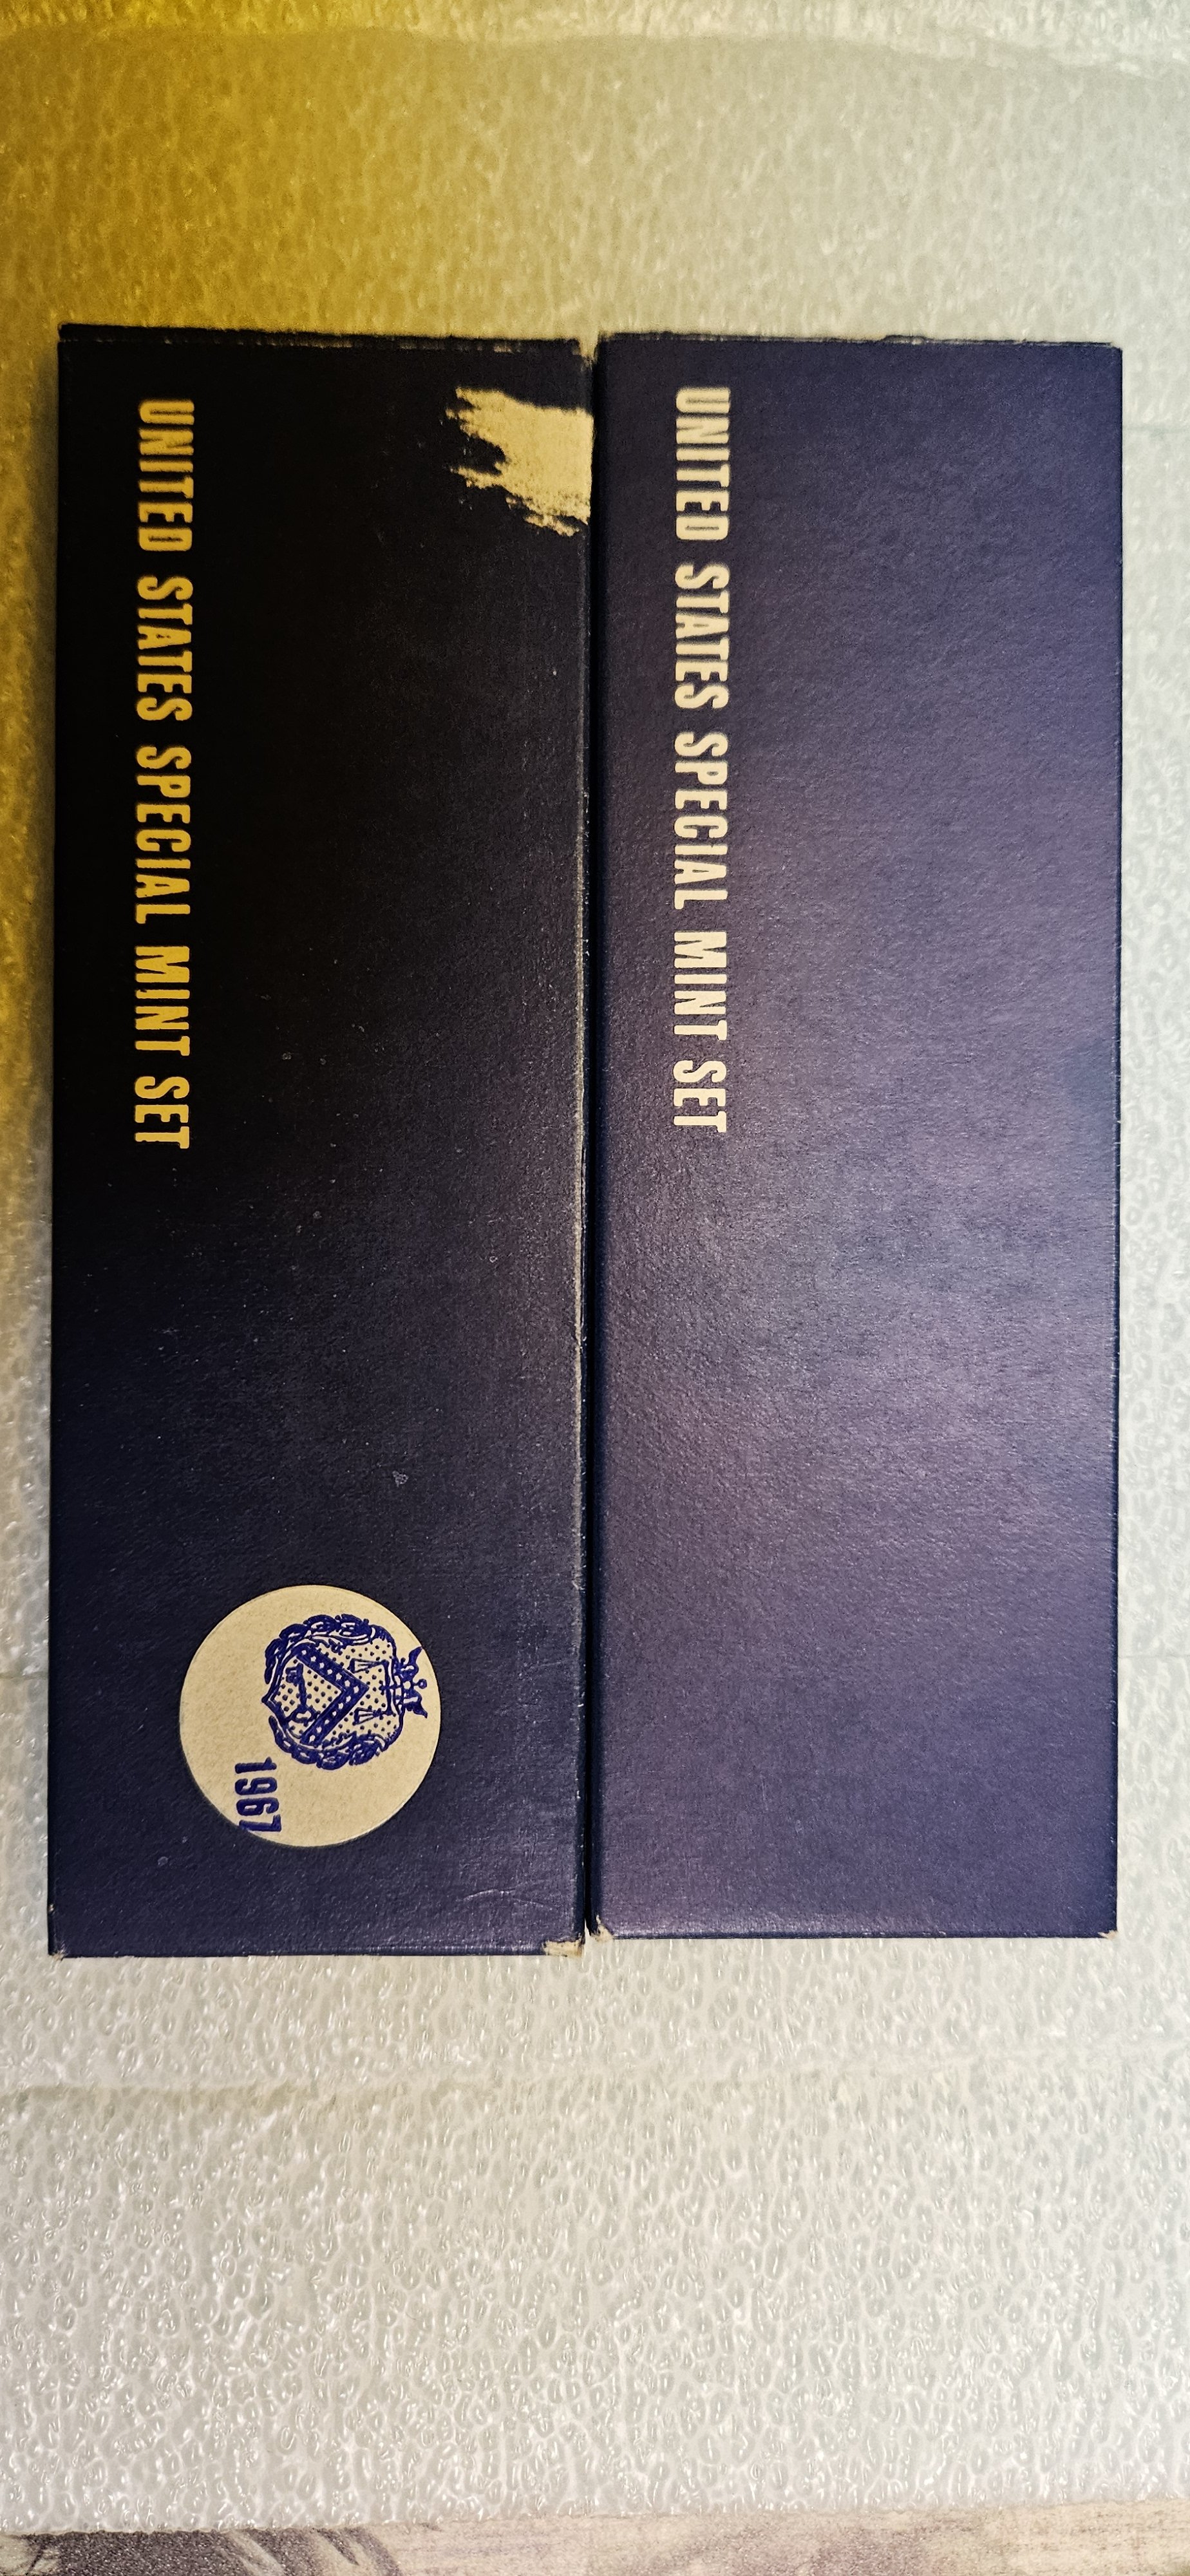 UNITED STATES SPECIAL MINT SET
UNITED STATES SPECIAL MINT SET
1967